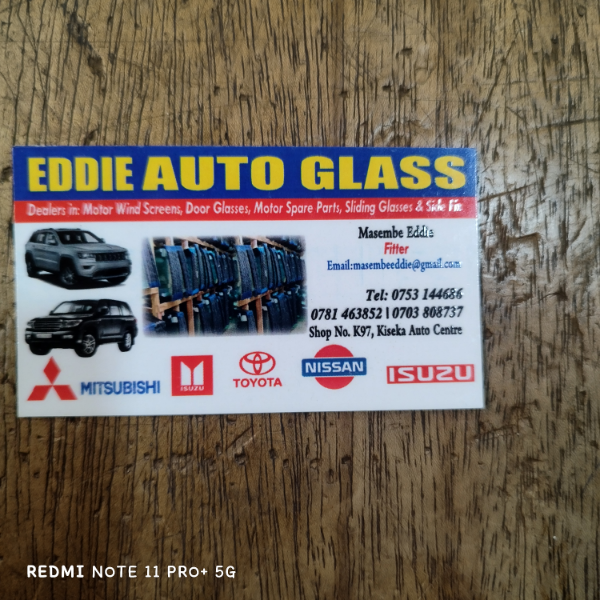 EDDIE AUTO GLASS
Dealers in: Motor Wind Screens, Door Glasses, Motor Spare Parts, Sliding Glasses & Side
Masembe Eddie
Fitter
Email:masembeeddie@gmail.com
Tel: 0753 144686
0781 463852 | 0703 808737
Shop No. K97, Kiseka Auto Centre
MITSUBISHI
ISUZU
TOYOTA
NISSAN
ISUZU
REDMI NOTE 11 PRO+ 5G